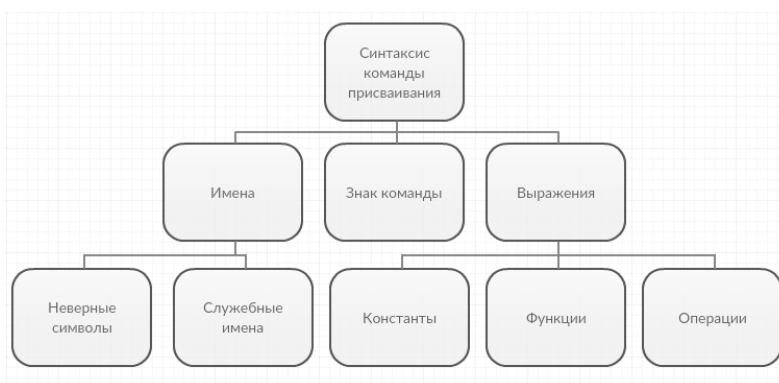 Синтаксис
команды
присваивания
Имена
Знак команды
Выражения
Неверные
символы
Служебные
имена
Константы
Функции
Операции